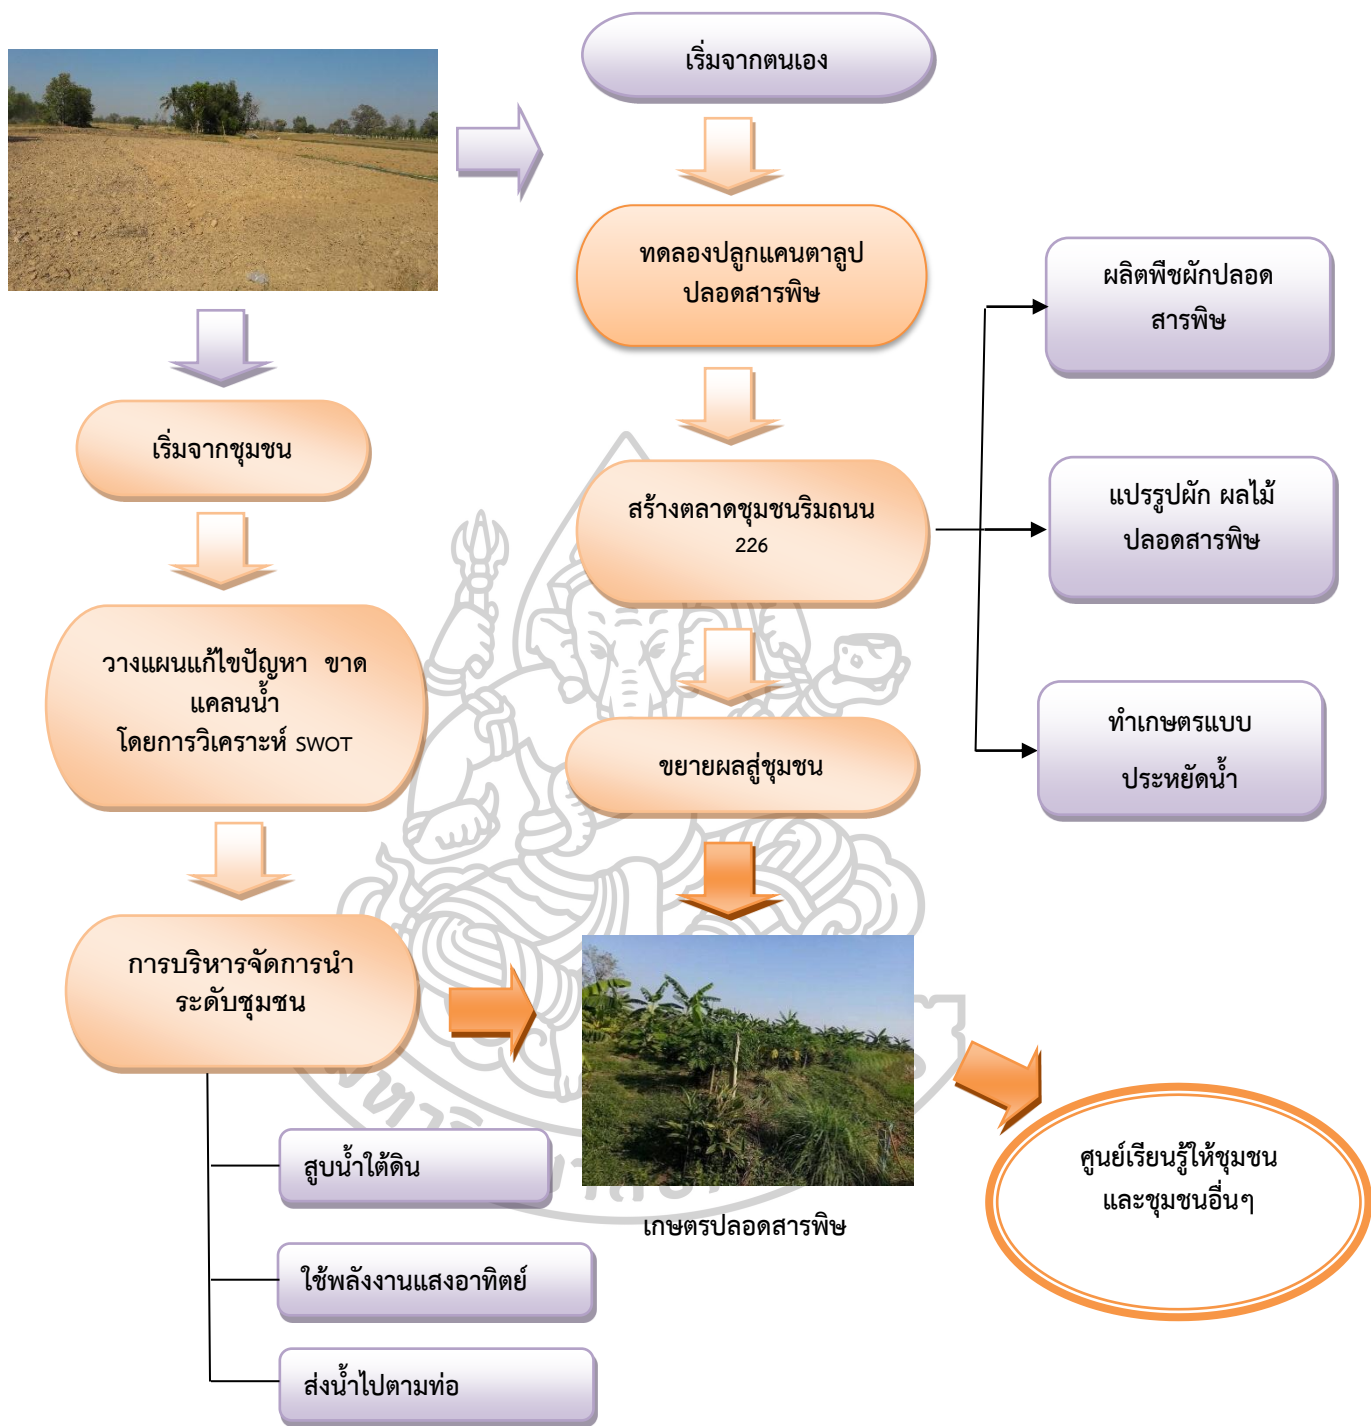 เริ่มจากตนเอง
ทดลองปลูกแคนตาลูป
ปลอดสารพิษ
ผลิตพืชผักปลอด
สารพิษ
เริ่มจากชุมชน
สร้างตลาดชุมชนริมถนน
226
แปรรูปผัก ผลไม้
ปลอดสารพิษ
วางแผนแก้ไขปัญหา ขาด
แคลนน้ำ
โดยการวิเคราะห์ SWOT
ขยายผลสู่ชุมชน
ทำเกษตรแบบ
ประหยัดน้ำ
การบริหารจัดการนำ
ระดับชุมชน
สูบน้ำใต้ดิน
ใช้พลังงานแสงอาทิตย์
ส่งน้ำไปตามท่อ
เกษตรปลอดสารพิษ
ศูนย์เรียนรู้ให้ชุมชน
และชุมชนอื่นๆ